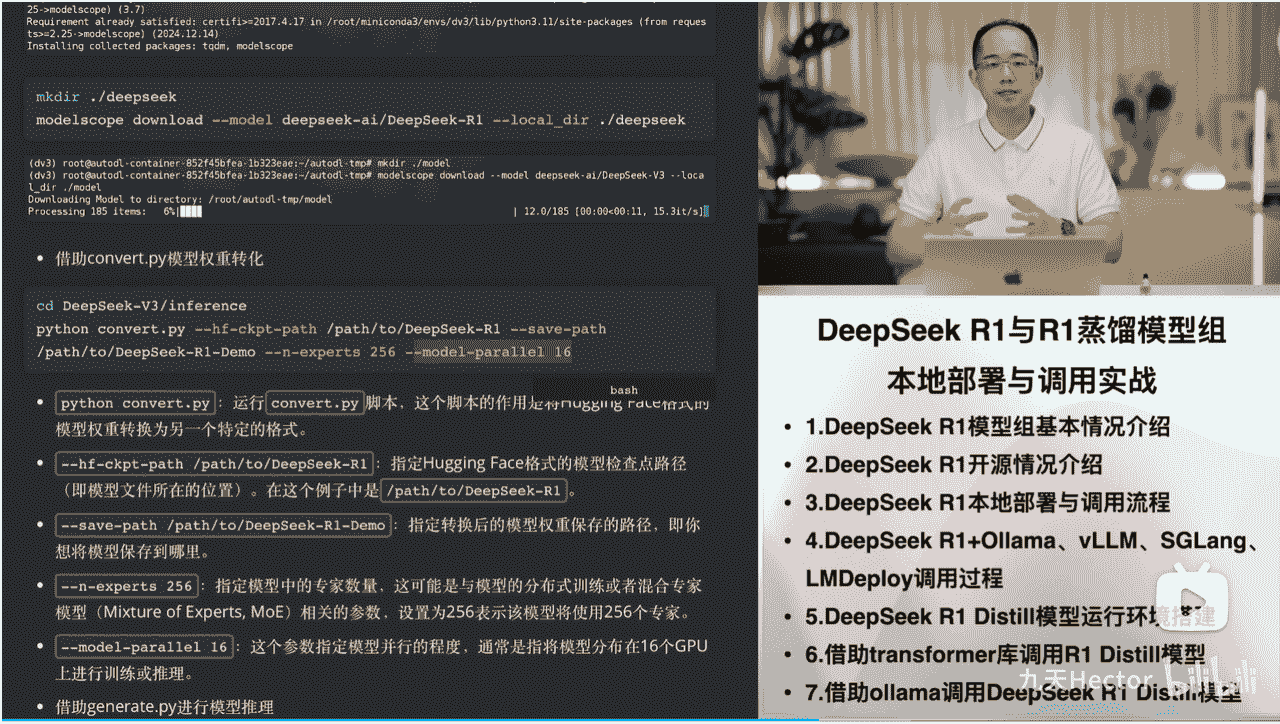 25->modelscope) (3.7)
Requirement already satisfied: certifi>=2017.4.17 in /root/miniconda3/envs/dv3/lib/python3.11/site-packages (from reques
ts>=2.25->modelscope) (2024.12.14)
Installing collected packages: tqdm, modelscope
mkdir ./deepseek
modelscope download --model deepseek-ai/DeepSeek-R1 --local_dir ./deepseek
(dv3) root@autodl-container-852f45bfea-1b323eae:~/autodl-tmp# mkdir ./model
(dv3) root@autodl-container-852f45bfea-1b323eae:~/autodl-tmp# modelscope download --model deepseek-ai/DeepSeek-V3 --loca
l_dir ./model
Downloading Model to directory: /root/autodl-tmp/model
Processing 185 items: 6%| | 12.0/185 [00:00<00:11, 15.3it/s]
• 借助convert.py模型权重转化
cd DeepSeek-V3/inference
python convert.py --hf-ckpt-path /path/to/DeepSeek-R1 --save-path
/path/to/DeepSeek-R1-Demo --n-experts 256 --model-parallel 16
bash
• python convert.py：运行convert.py脚本，这个脚本的作用是将Hugging Face格式的
模型权重转换为另一个特定的格式。
• --hf-ckpt-path /path/to/DeepSeek-R1：指定Hugging Face格式的模型检查点路径
（即模型文件所在的位置）。在这个例子中是/path/to/DeepSeek-R1。
• --save-path /path/to/DeepSeek-R1-Demo：指定转换后的模型权重保存的路径，即你
想将模型保存到哪里。
• --n-experts 256：指定模型中的专家数量，这可能是与模型的分布式训练或者混合专家
模型（Mixture of Experts, MoE）相关的参数，设置为256表示该模型将使用256个专家。
• --model-parallel 16：这个参数指定模型并行的程度，通常是指将模型分布在16个GPU
上进行训练或推理。
• 借助generate.py进行模型推理
DeepSeek R1与R1蒸馏模型组
本地部署与调用实战
• 1.DeepSeek R1模型组基本情况介绍
• 2.DeepSeek R1开源情况介绍
• 3.DeepSeek R1本地部署与调用流程
• 4.DeepSeek R1+Ollama、vLLM、SGLang、
LMDeploy调用过程
• 5.DeepSeek R1 Distill模型运行环境搭建
• 6.借助transformer库调用R1 Distill模型
• 7.借助ollama调用DeepSeek R1 Distill模型
九天Hector bilibili